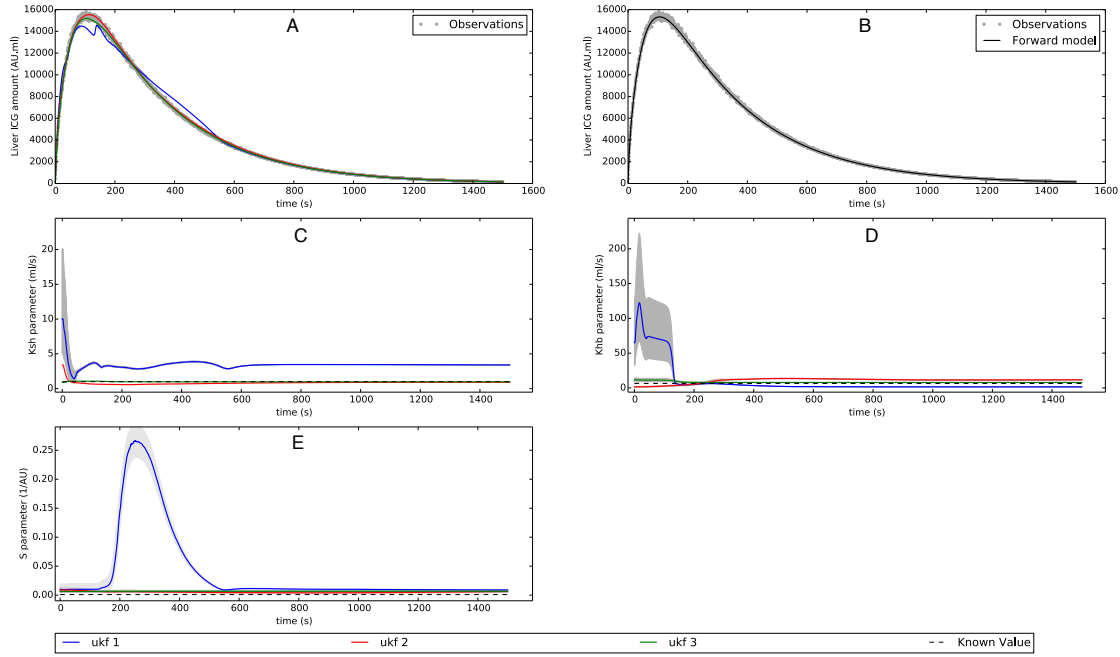 A
Observations
Liver ICG amount (AU.ml)
16000
14000
12000
10000
8000
6000
4000
2000
0
0 200 400 600 800 1000 1200 1400 1600
time (s)
B
Observations
Forward model
Liver ICG amount (AU.ml)
16000
14000
12000
10000
8000
6000
4000
2000
0
0 200 400 600 800 1000 1200 1400 1600
time (s)
C
Ksh parameter (ml/s)
20
15
10
5
0
0 200 400 600 800 1000 1200 1400
time (s)
D
Khb parameter (ml/s)
200
150
100
50
0
0 200 400 600 800 1000 1200 1400
time (s)
E
S parameter (1/AU)
0.25
0.20
0.15
0.10
0.05
0.00
0 200 400 600 800 1000 1200 1400
time (s)
ukf 1 ukf 2 ukf 3 Known Value